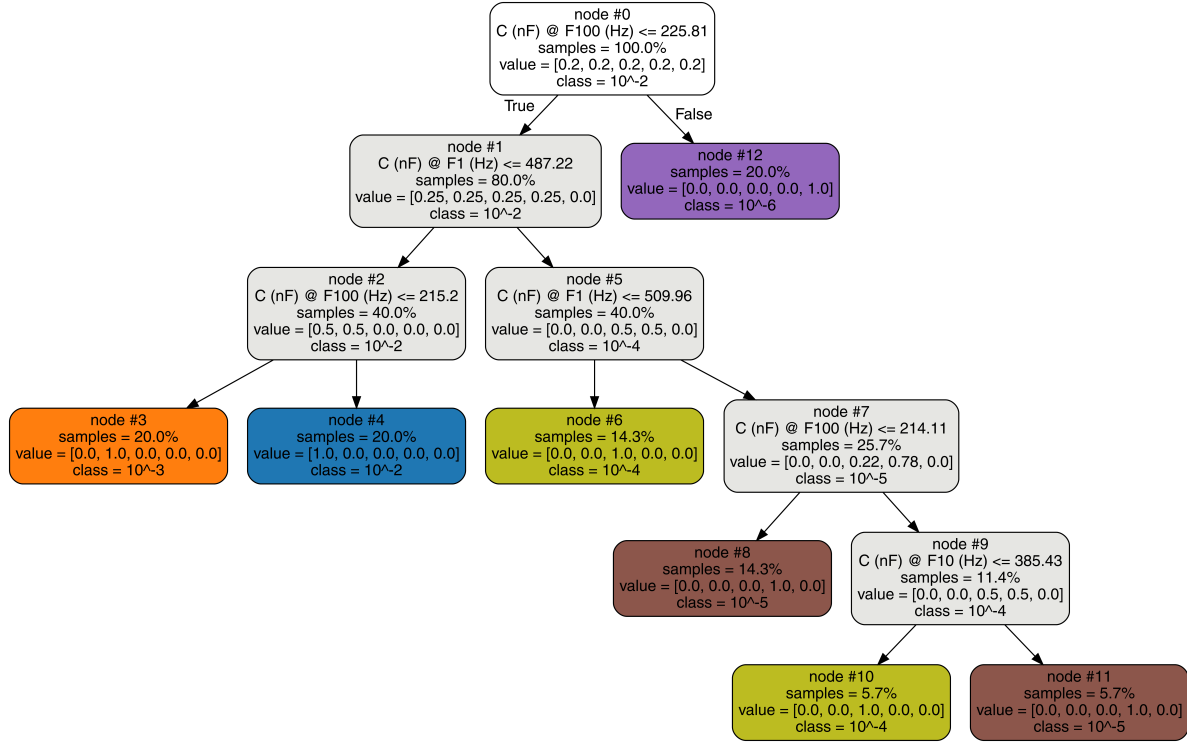 node #0
C (nF) @ F100 (Hz) <= 225.81
samples = 100.0%
value = [0.2, 0.2, 0.2, 0.2, 0.2]
class = 10^-2
True
False
node #1
C (nF) @ F1 (Hz) <= 487.22
samples = 80.0%
value = [0.25, 0.25, 0.25, 0.25, 0.0]
class = 10^-2
node #12
samples = 20.0%
value = [0.0, 0.0, 0.0, 0.0, 1.0]
class = 10^-6
node #2
C (nF) @ F100 (Hz) <= 215.2
samples = 40.0%
value = [0.5, 0.5, 0.0, 0.0, 0.0]
class = 10^-2
node #5
C (nF) @ F1 (Hz) <= 509.96
samples = 40.0%
value = [0.0, 0.0, 0.5, 0.5, 0.0]
class = 10^-4
node #3
samples = 20.0%
value = [0.0, 1.0, 0.0, 0.0, 0.0]
class = 10^-3
node #4
samples = 20.0%
value = [1.0, 0.0, 0.0, 0.0, 0.0]
class = 10^-2
node #6
samples = 14.3%
value = [0.0, 0.0, 1.0, 0.0, 0.0]
class = 10^-4
node #7
C (nF) @ F100 (Hz) <= 214.11
samples = 25.7%
value = [0.0, 0.0, 0.22, 0.78, 0.0]
class = 10^-5
node #8
samples = 14.3%
value = [0.0, 0.0, 0.0, 1.0, 0.0]
class = 10^-5
node #9
C (nF) @ F10 (Hz) <= 385.43
samples = 11.4%
value = [0.0, 0.0, 0.5, 0.5, 0.0]
class = 10^-4
node #10
samples = 5.7%
value = [0.0, 0.0, 1.0, 0.0, 0.0]
class = 10^-4
node #11
samples = 5.7%
value = [0.0, 0.0, 0.0, 1.0, 0.0]
class = 10^-5